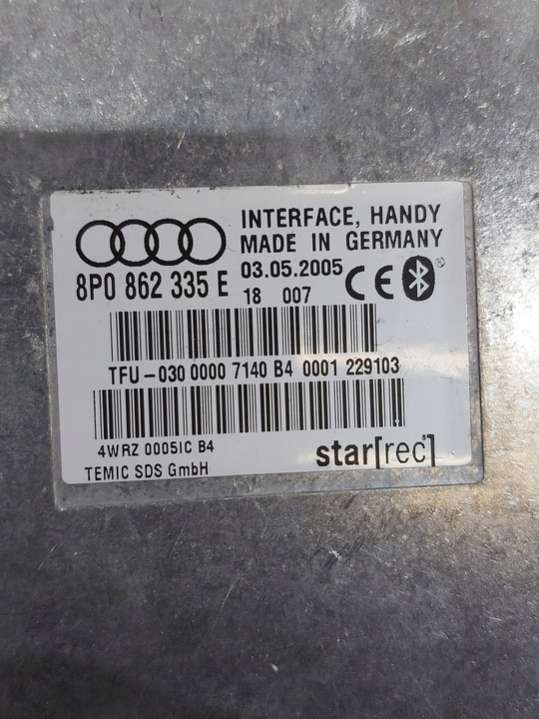 INTERFACE, HANDY
MADE IN GERMANY
8P0 862 335 E
03.05.2005
18 007
CE
TFU-030 0000 7140 B4 0001 229103
4WRZ 0005IC B4
TEMIC SDS GmbH
star[rec]